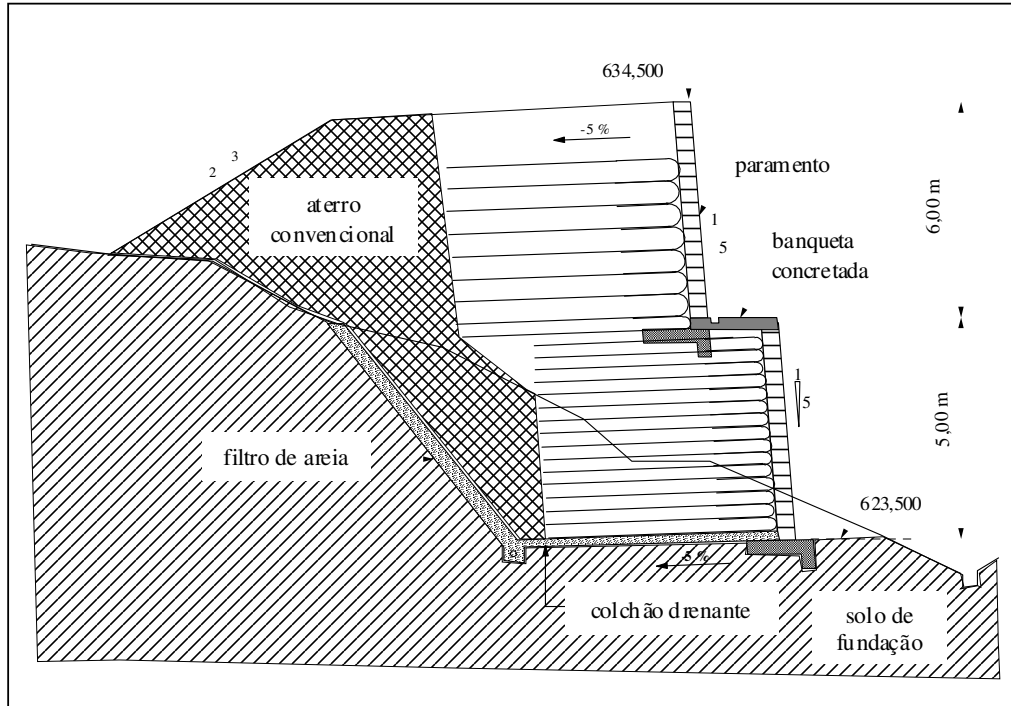 634,500
-5 %
paramento
3
2
aterro
convencional
1
5
banqueta
concretada
6,00 m
1
5
5,00 m
filtro de areia
623,500
-5 %
colchão drenante
solo de
fundação